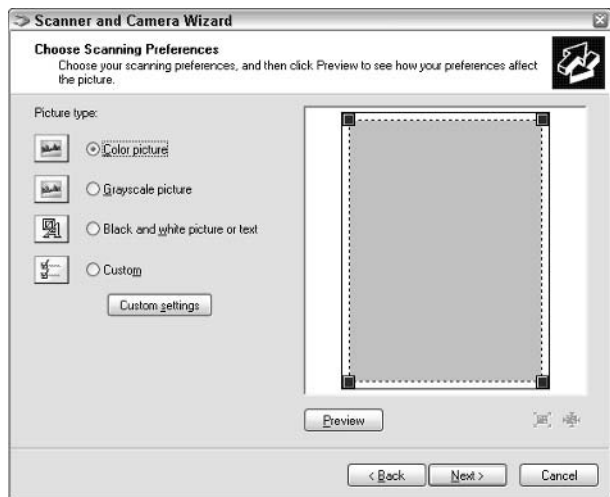 Scanner and Camera Wizard
Choose Scanning Preferences
Choose your scanning preferences, and then click Preview to see how your preferences affect
the picture.
Picture type:
Color picture
Grayscale picture
Black and white picture or text
Custom
Custom settings
Preview
< Back
Next >
Cancel